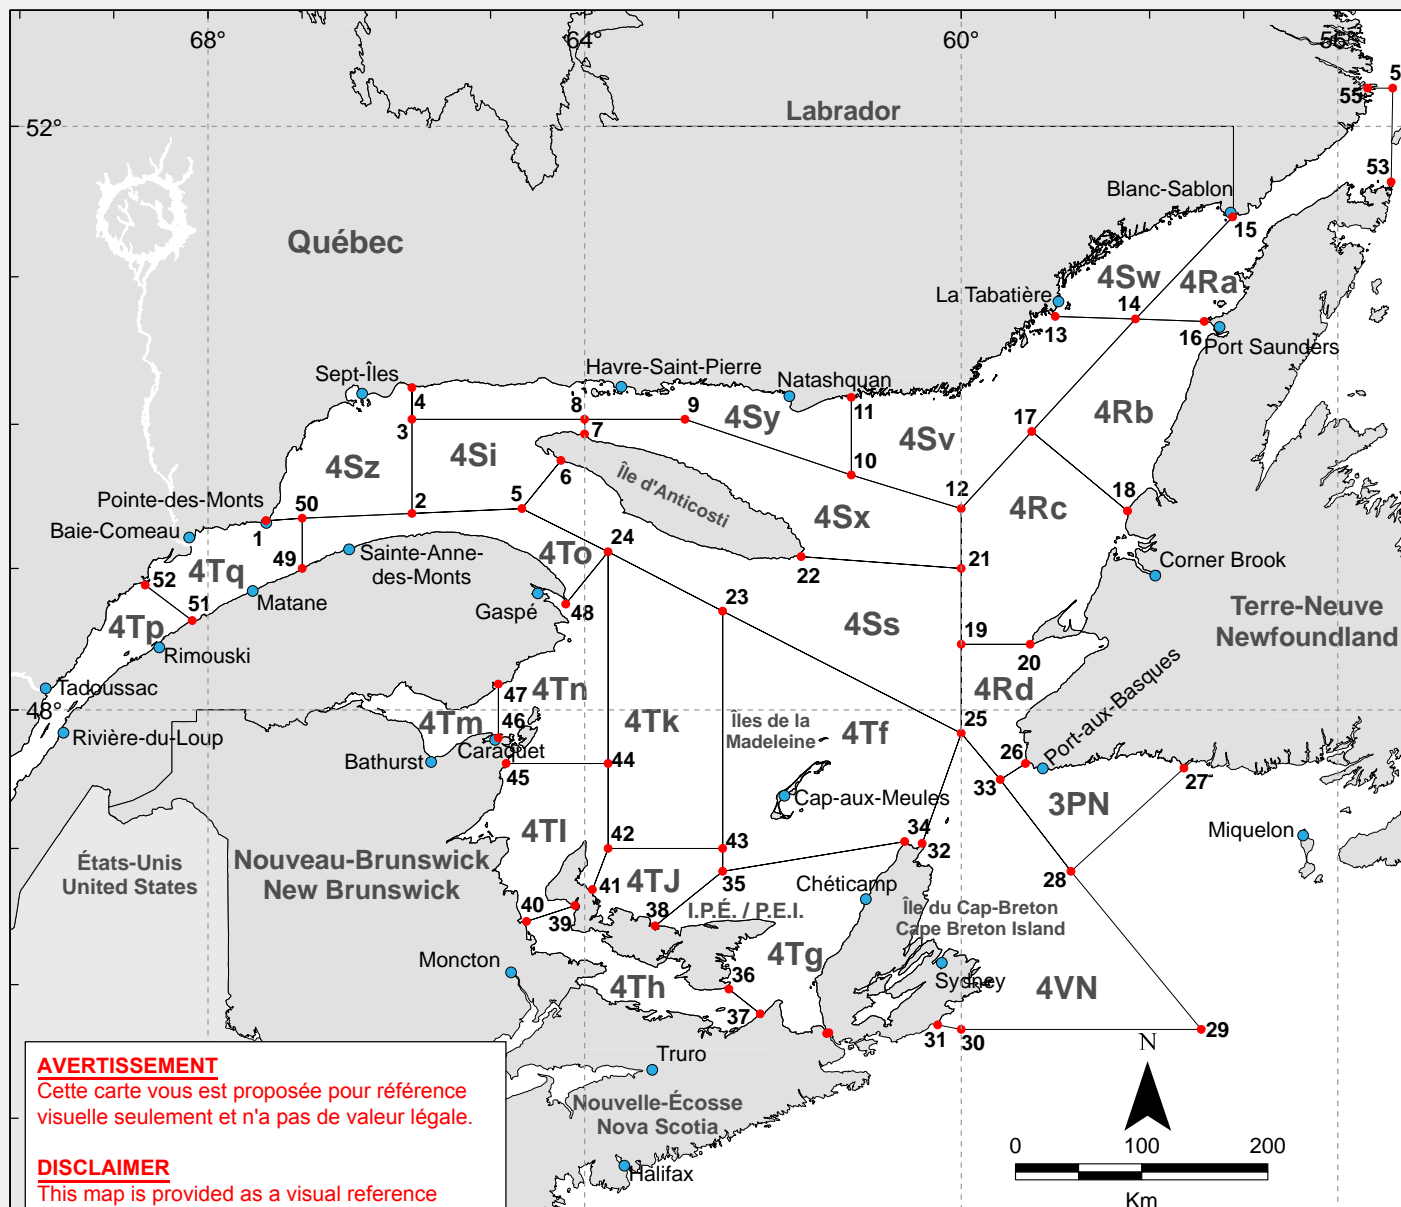 68°
64°
60°
56°
55
5
52°
Labrador
53
Blanc-Sablon
15
Québec
4Sw
4Ra
La Tabatière
14
13
16
Port Saunders
Havre-Saint-Pierre
Sept-Îles
Natashquan
4
8
9
11
3
7
4Sy
4Sv
4Rb
17
4Sz
4Si
6
10
Île d'Anticosti
Pointe-des-Monts
50
2
5
12
18
4Rc
4Sx
Baie-Comeau
1
24
49
Sainte-Anne-
des-Monts
4To
21
22
Corner Brook
52
4Tq
Matane
51
Gaspé
48
23
Terre-Neuve
Newfoundland
4Tp
4Ss
19
20
Rimouski
Tadoussac
47
4Tn
4Rd
48°
4Tm
46
4Tk
Îles de la
Madeleine
4Tf
25
Port-aux-Basques
Rivière-du-Loup
Caraquet
Bathurst
45
44
26
33
27
3PN
Cap-aux-Meules
4Tl
42
43
34
32
Miquelon
États-Unis
United States
Nouveau-Brunswick
New Brunswick
41
4TJ
35
Chéticamp
28
40
39
38
I.P.É. / P.E.I.
Île du Cap-Breton
Cape Breton Island
Moncton
4Tg
Sydney
4Th
36
4VN
37
31
30
29
N
AVERTISSEMENT
Cette carte vous est proposée pour référence
visuelle seulement et n'a pas de valeur légale.
Truro
Nouvelle-Écosse
Nova Scotia
0
100
200
DISCLAIMER
Halifax
This map is provided as a visual reference
Km